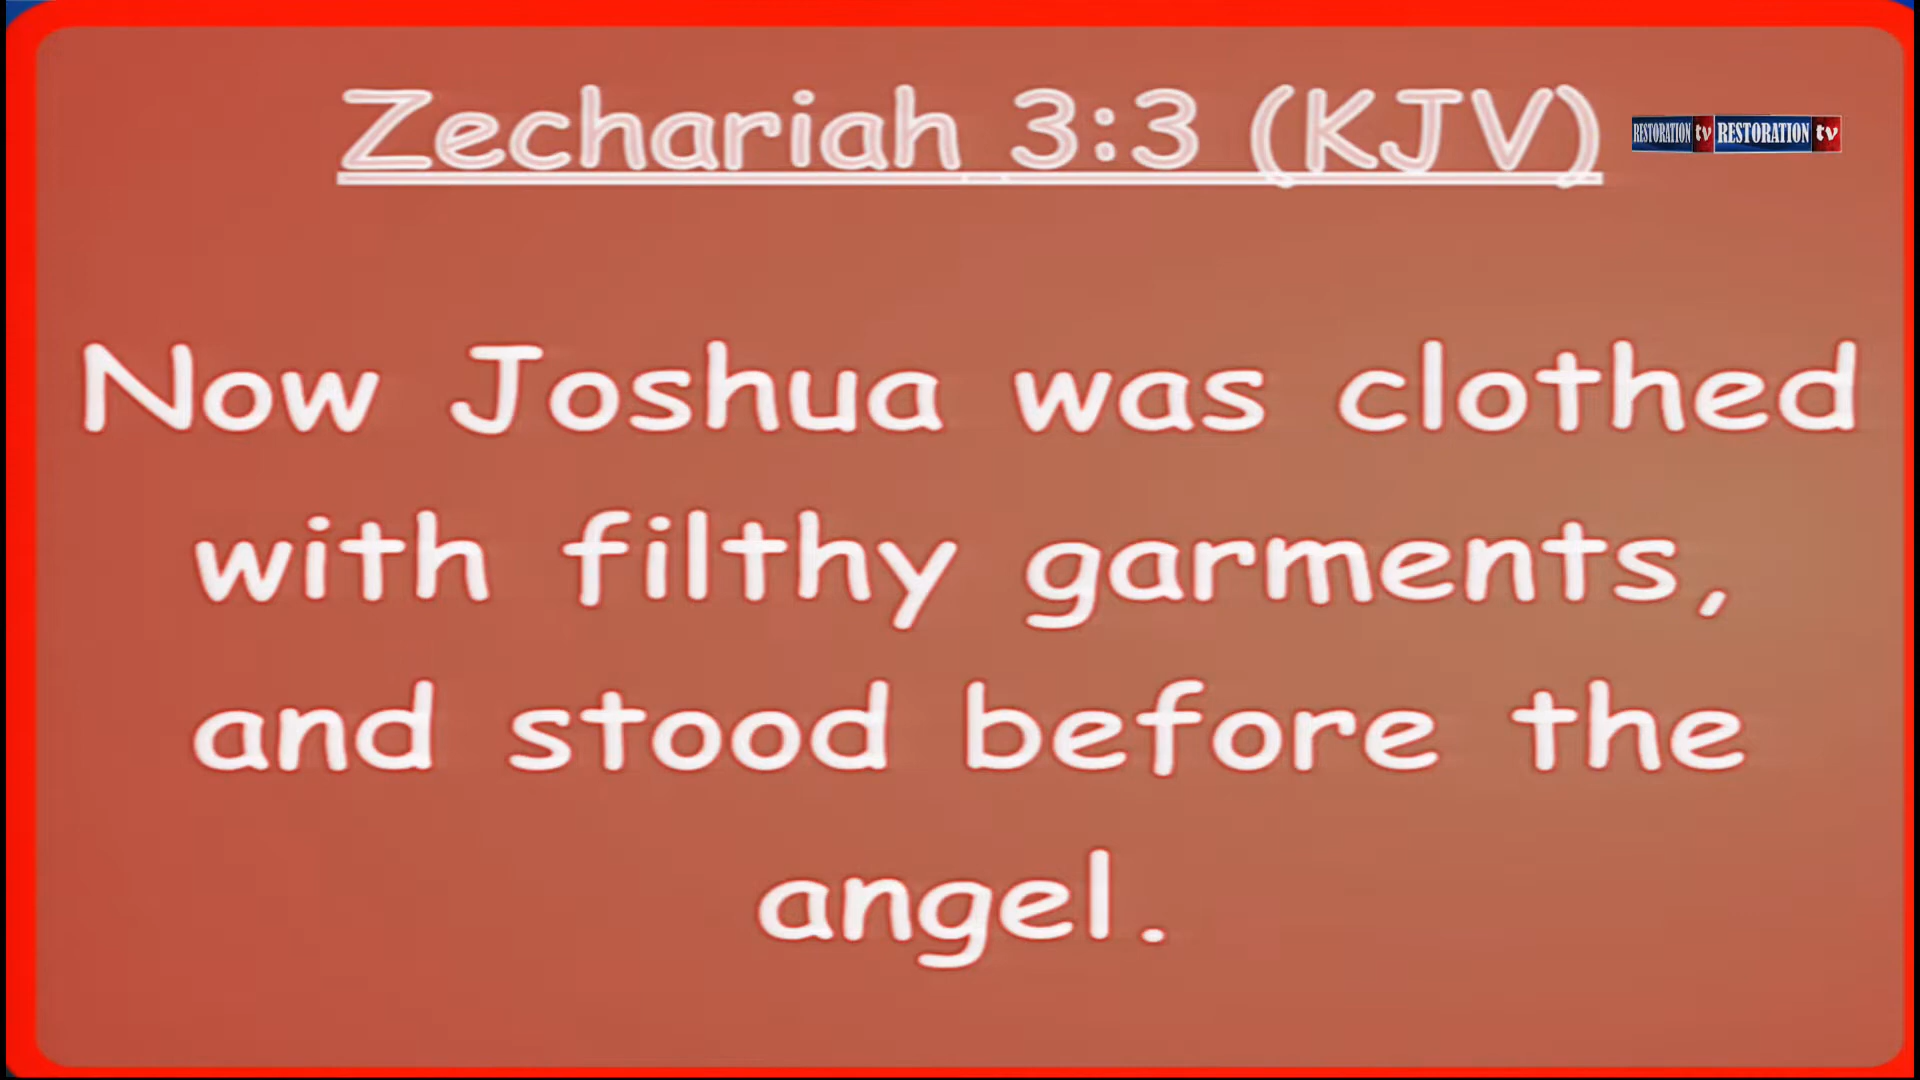 Zechariah 3:3 (KJV)
RESTORATION tv RESTORATION tv
Now Joshua was clothed
with filthy garments,
and stood before the
angel.